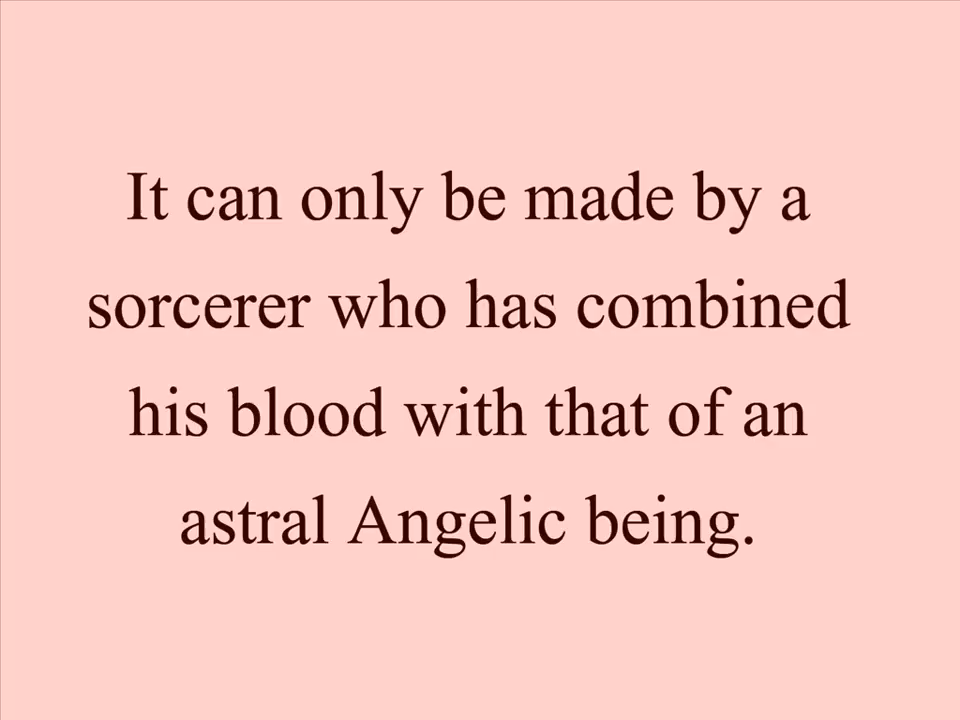 It can only be made by a
sorcerer who has combined
his blood with that of an
astral Angelic being.